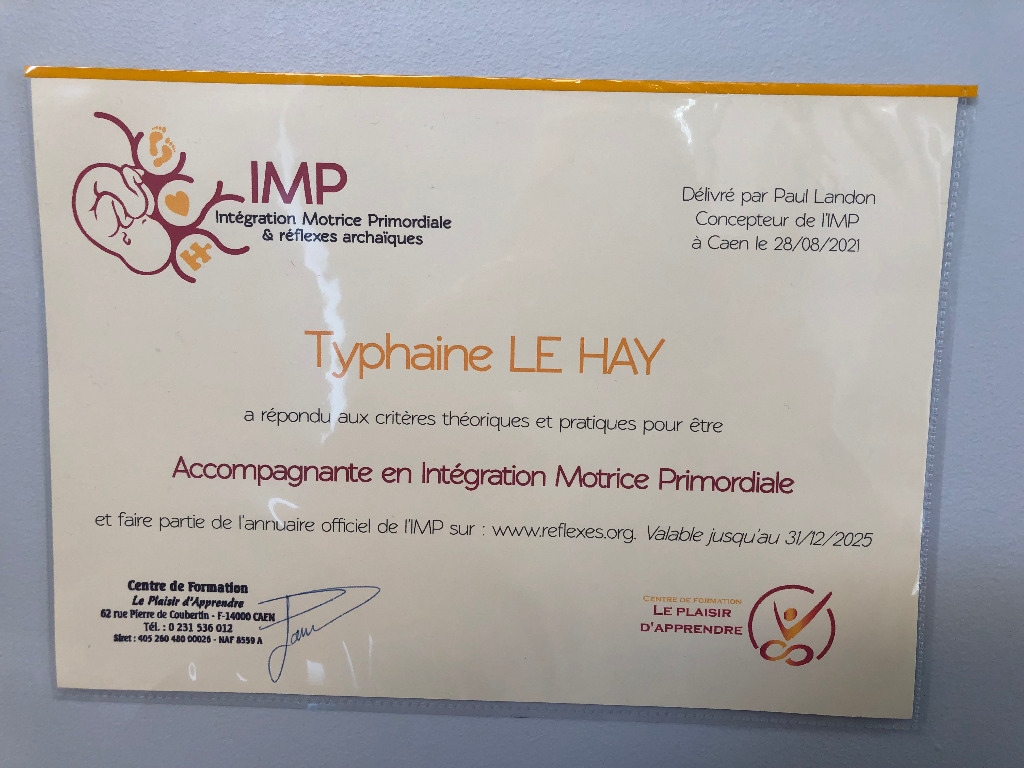 IMP
Intégration Motrice Primordiale
& réflexes archaïques
Délivré par Paul Landon
Concepteur de l'IMP
à Caen le 28/08/2021
Typhaine LE HAY
a répondu aux critères théoriques et pratiques pour être
Accompagnante en Intégration Motrice Primordiale
et faire partie de l'annuaire officiel de l'IMP sur : www.reflexes.org. Valable jusqu'au 31/12/2025
Centre de Formation
Le Plaisir d'Apprendre
62 rue Pierre de Coubertin - F-14000 CAEN
Tél. : 0 231 536 012
Siret : 405 260 480 00026 - NAF 8559 A
CENTRE DE FORMATION
LE PLAISIR
D'APPRENDRE